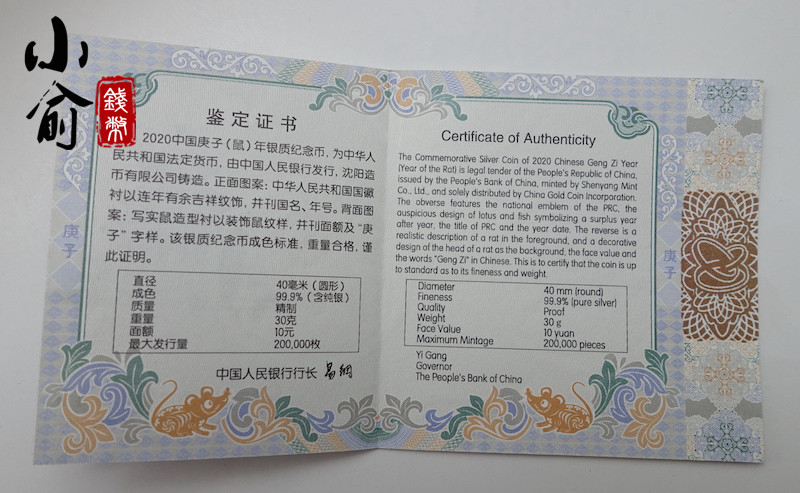 小俞
錢幣
鉴定证书
2020中国庚子（鼠）年银质纪念币，为中华人
民共和国法定货币，由中国人民银行发行，沈阳造
币有限公司铸造。正面图案：中华人民共和国国徽
衬以连年有余吉祥纹饰，并刊国名、年号。背面图
案：写实鼠造型衬以装饰鼠纹样，并刊面额及“庚
子”字样。该银质纪念币成色标准，重量合格，谨
此证明。
直径 40毫米（圆形）
成色 99.9%（含纯银）
质量 精制
重量 30克
面额 10元
最大发行量 200,000枚
中国人民银行行长 易纲
庚子
Certificate of Authenticity
The Commemorative Silver Coin of 2020 Chinese Geng Zi Year
(Year of the Rat) is legal tender of the People's Republic of China,
issued by the People's Bank of China, minted by Shenyang Mint
Co., Ltd., and solely distributed by China Gold Coin Incorporation.
The obverse features the national emblem of the PRC, the
auspicious design of lotus and fish symbolizing a surplus year
after year, the title of PRC and the year date. The reverse is a
realistic description of a rat in the foreground, and a decorative
design of the head of a rat as the background, the face value and
the words "Geng Zi" in Chinese. This is to certify that the coin is up
to standard as to its fineness and weight.
Diameter 40 mm (round)
Fineness 99.9% (pure silver)
Quality Proof
Weight 30 g
Face Value 10 yuan
Maximum Mintage 200,000 pieces
Yi Gang
Governor
The People's Bank of China
庚子